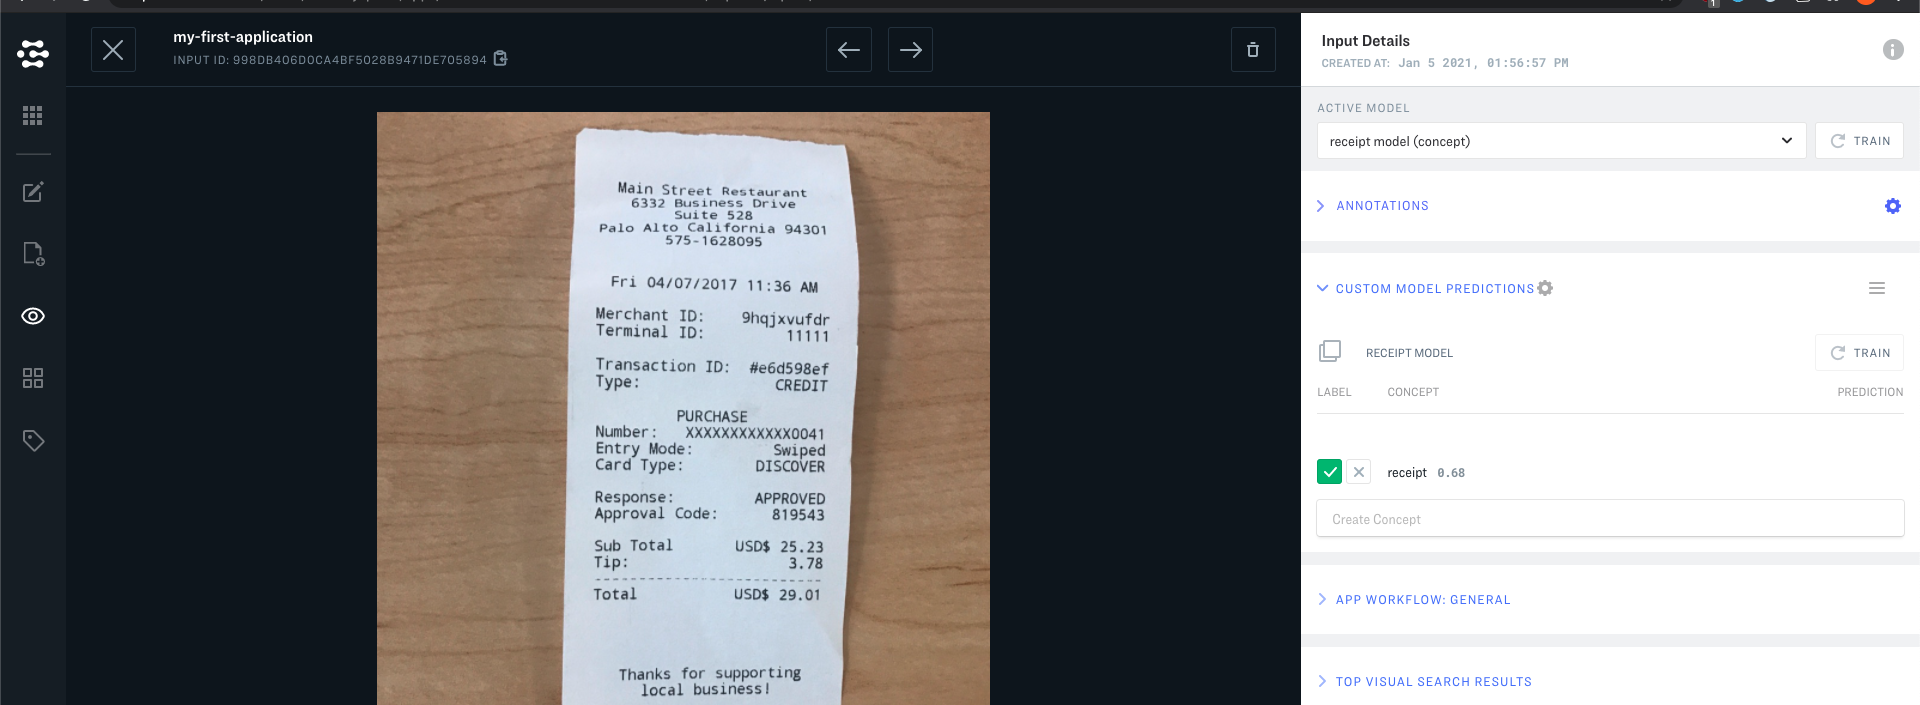 my-first-application
INPUT ID: 998DB406D0CA4BF5028B9471DE705894
Main Street Restaurant
6332 Business Drive
Suite 528
Palo Alto California 94301
575-1628095
Fri 04/07/2017 11:36 AM
Merchant ID: 9hqjxvufdr
Terminal ID: 11111
Transaction ID: #e6d598ef
Type: CREDIT
PURCHASE
Number: XXXXXXXXXXXX0041
Entry Mode: Swiped
Card Type: DISCOVER
Response: APPROVED
Approval Code: 819543
Sub Total USD$ 25.23
Tip: 3.78
Total USD$ 29.01
Thanks for supporting
local business!
Input Details
CREATED AT: Jan 5 2021, 01:56:57 PM
ACTIVE MODEL
receipt model (concept)
TRAIN
ANNOTATIONS
CUSTOM MODEL PREDICTIONS
RECEIPT MODEL
TRAIN
LABEL CONCEPT PREDICTION
receipt 0.68
Create Concept
APP WORKFLOW: GENERAL
TOP VISUAL SEARCH RESULTS